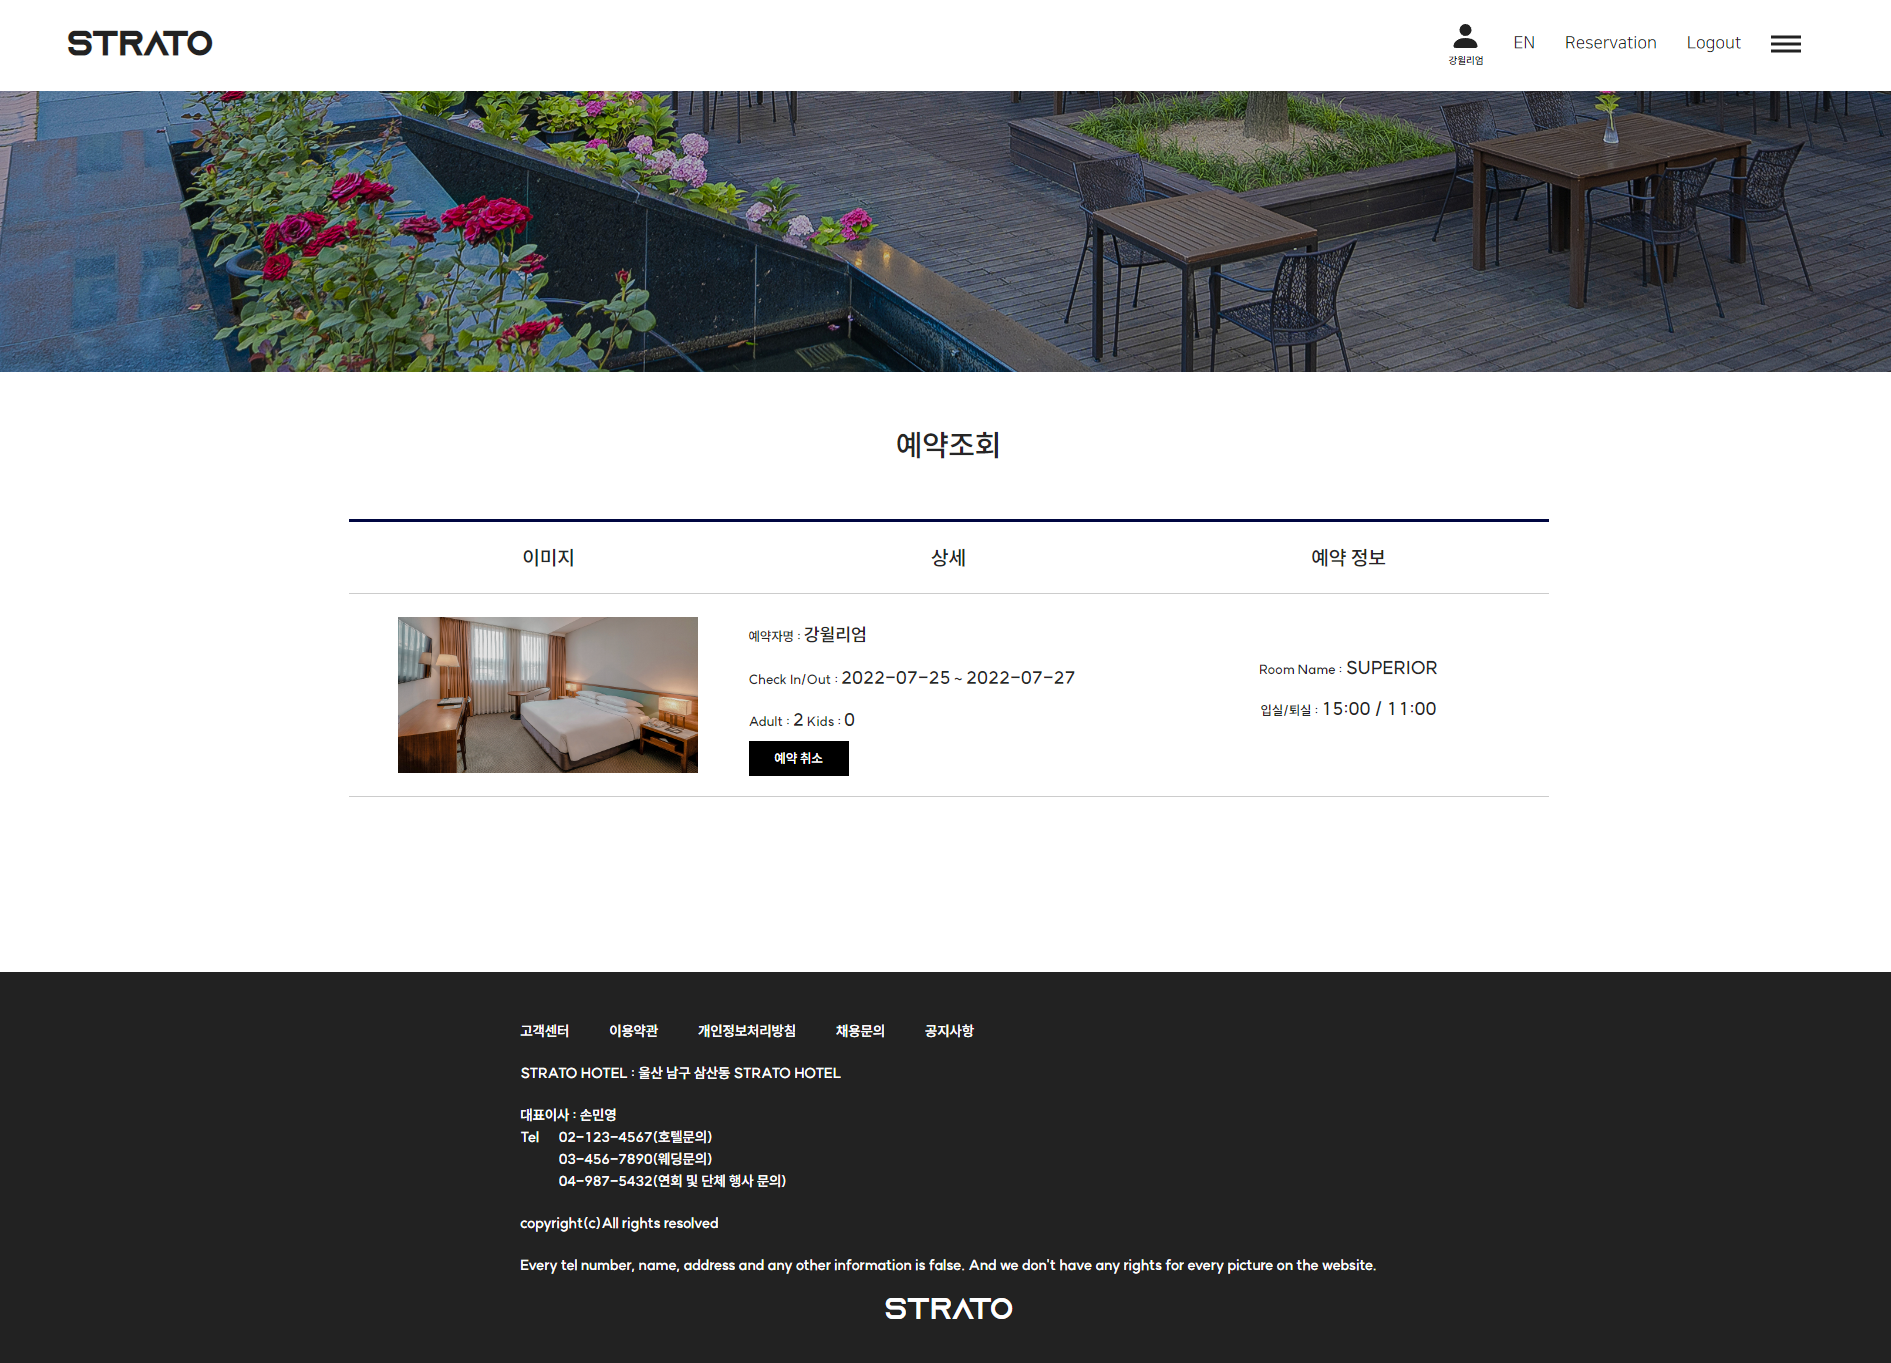 STRATO
강윌리엄
EN
Reservation
Logout
예약조회
이미지
상세
예약 정보
예약자명 : 강윌리엄
Check In/Out : 2022-07-25 ~ 2022-07-27
Adult : 2 Kids : 0
예약 취소
Room Name : SUPERIOR
입실/퇴실 : 15:00 / 11:00
고객센터 이용약관 개인정보처리방침 채용문의 공지사항
STRATO HOTEL : 울산 남구 삼산동 STRATO HOTEL
대표이사 : 손민영
Tel 02-123-4567(호텔문의)
03-456-7890(웨딩문의)
04-987-5432(연회 및 단체 행사 문의)
copyright(c)All rights resolved
Every tel number, name, address and any other information is false. And we don't have any rights for every picture on the website.
STRATO